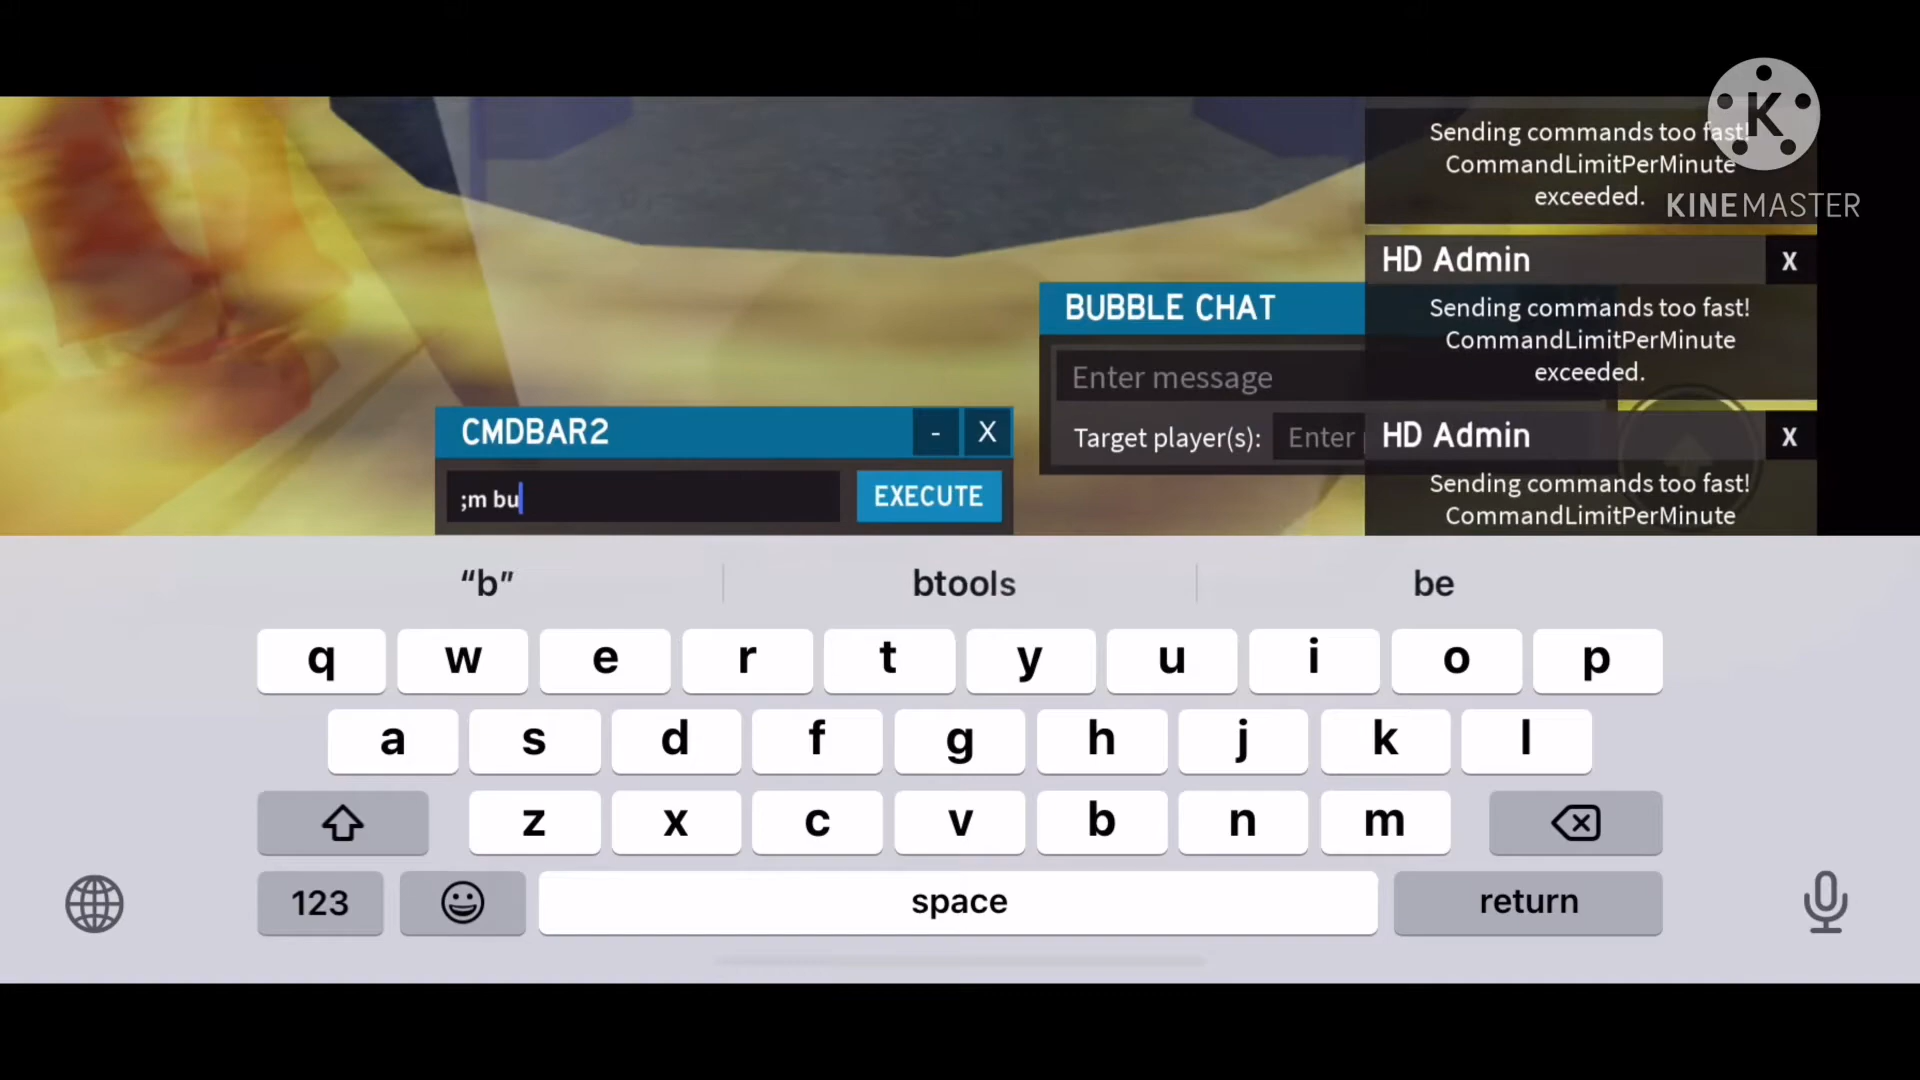 Sending commands too fast!
CommandLimitPerMinute
exceeded.
K
KINEMASTER
HD Admin
X
Sending commands too fast!
CommandLimitPerMinute
exceeded.
BUBBLE CHAT
Enter message
Target player(s): Enter
HD Admin
X
Sending commands too fast!
CommandLimitPerMinute
CMDBAR2
- X
;m bu
EXECUTE
“b” btools be
q w e r t y u i o p
a s d f g h j k l
z x c v b n m
123 space return